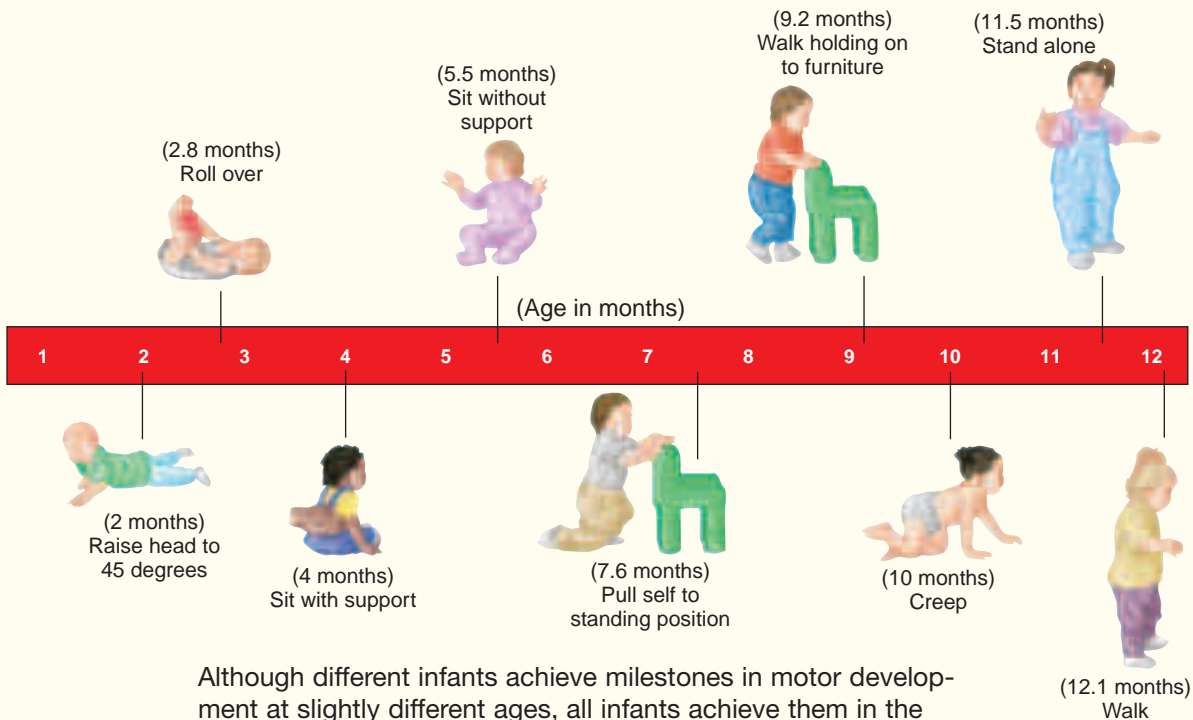 (9.2 months)
Walk holding on
to furniture
(11.5 months)
Stand alone
(5.5 months)
Sit without
support
(2.8 months)
Roll over
(Age in months)
1 2 3 4 5 6 7 8 9 10 11 12
(2 months)
Raise head to
45 degrees
(4 months)
Sit with support
(7.6 months)
Pull self to
standing position
(10 months)
Creep
(12.1 months)
Walk
Although different infants achieve milestones in motor develop-
ment at slightly different ages, all infants achieve them in the